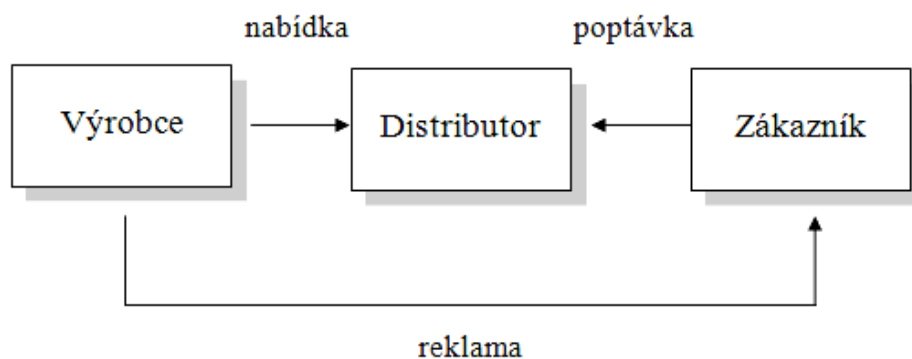 nabídka
poptávka
Výrobce
Distributor
Zákazník
reklama